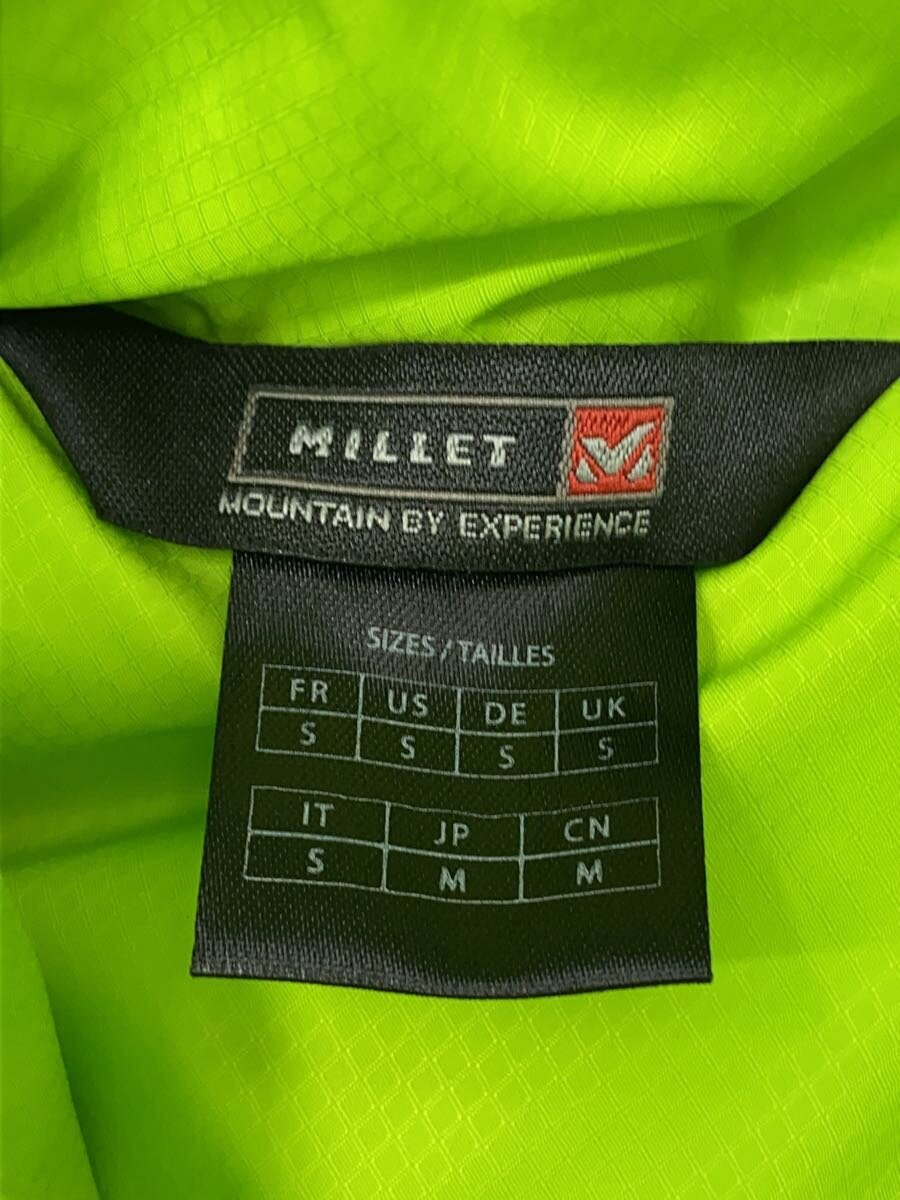 MILLET
MOUNTAIN BY EXPERIENCE
SIZES / TAILLES
FR US DE UK
S S S S
IT JP CN
S M M